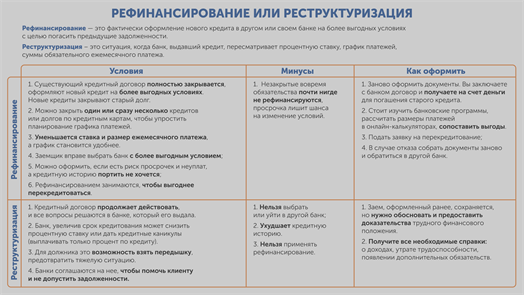 РЕФИНАНСИРОВАНИЕ ИЛИ РЕСТРУКТУРИЗАЦИЯ
Рефинансирование — это фактически оформление нового кредита в другом или своем банке на более выгодных условиях
с целью погасить предыдущие задолженности.
Реструктуризация — это ситуация, когда банк, выдавший кредит, пересматривает процентную ставку, график платежей,
суммы обязательного ежемесячного платежа.
Условия
Минусы
Как оформить
Рефинансирование
1. Существующий кредитный договор полностью закрывается,
оформляют новый кредит на более выгодных условиях.
Новые кредиты закрывают старый долг.
2. Можно закрыть один или сразу несколько кредитов
или долгов по кредитным картам, чтобы упростить
планирование графика платежей.
3. Уменьшается ставка и размер ежемесячного платежа,
а график становится удобнее.
4. Заемщик вправе выбрать банк с более выгодным условием;
5. Можно оформить, если есть риск просрочек и неуплат,
а кредитную историю портить не хочется;
6. Рефинансированием занимаются, чтобы выгоднее
перекредитоваться.
1. Незакрытые вовремя
обязательства почти нигде
не рефинансируются,
просрочка лишит шанса
на изменение условий.
1. Заново оформить документы. Вы заключаете
с банком договор и получаете на счет деньги
для погашения старого кредита.
2. Стоит изучить банковские программы,
рассчитать размеры платежей
в онлайн-калькуляторах, сопоставить выгоды.
3. Подать заявку на перекредитование;
4. В случае отказа собрать документы заново
и обратиться в другой банк.
Реструктуризация
1. Кредитный договор продолжает действовать,
и все вопросы решаются в банке, который его выдал.
2. Банк, увеличив срок кредитования может снизить
процентную ставку или дать кредитные каникулы
(выплачивать только процент по кредиту).
3. Для должника это возможность взять передышку,
предотвратить тяжелую ситуацию.
4. Банки соглашаются на нее, чтобы помочь клиенту
и не допустить задолженности.
1. Нельзя выбрать
или уйти в другой банк;
2. Ухудшает кредитную
историю.
3. Нельзя применять
рефинансирование.
1. Заем, оформленный ранее, сохраняется,
но нужно обосновать и предоставить
доказательства трудного финансового
положения.
2. Получите все необходимые справки:
о доходах, утрате трудоспособности,
появлении дополнительных обязательств.